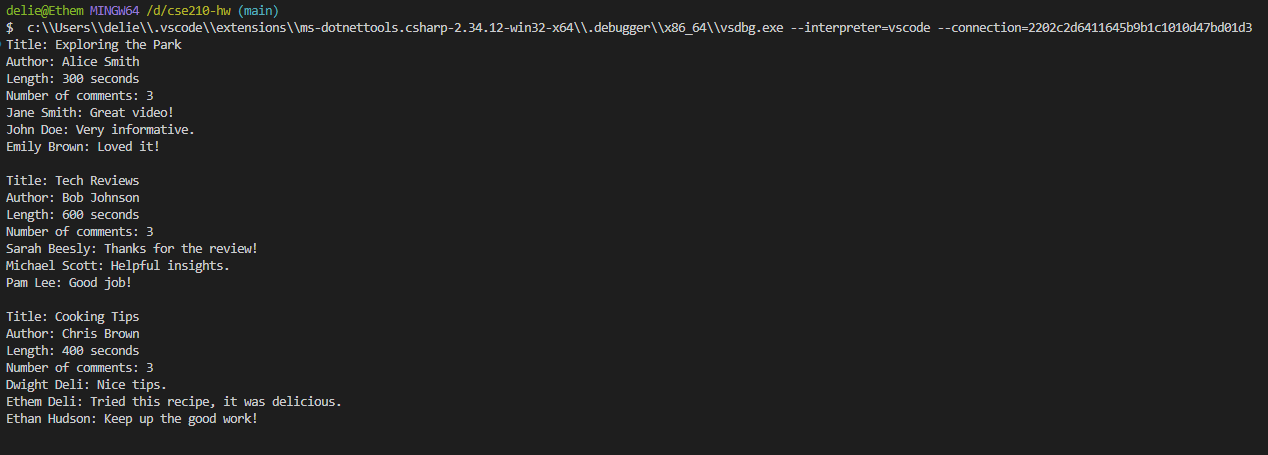 delie@Ethem MINGW64 /d/cse210-hw (main)
$  c:\\Users\\delie\\.vscode\\extensions\\ms-dotnettools.csharp-2.34.12-win32-x64\\.debugger\\x86_64\\vsdbg.exe --interpreter=vscode --connection=2202c2d6411645b9b1c1010d47bd01d3
Title: Exploring the Park
Author: Alice Smith
Length: 300 seconds
Number of comments: 3
Jane Smith: Great video!
John Doe: Very informative.
Emily Brown: Loved it!

Title: Tech Reviews
Author: Bob Johnson
Length: 600 seconds
Number of comments: 3
Sarah Beesly: Thanks for the review!
Michael Scott: Helpful insights.
Pam Lee: Good job!

Title: Cooking Tips
Author: Chris Brown
Length: 400 seconds
Number of comments: 3
Dwight Deli: Nice tips.
Ethem Deli: Tried this recipe, it was delicious.
Ethan Hudson: Keep up the good work!